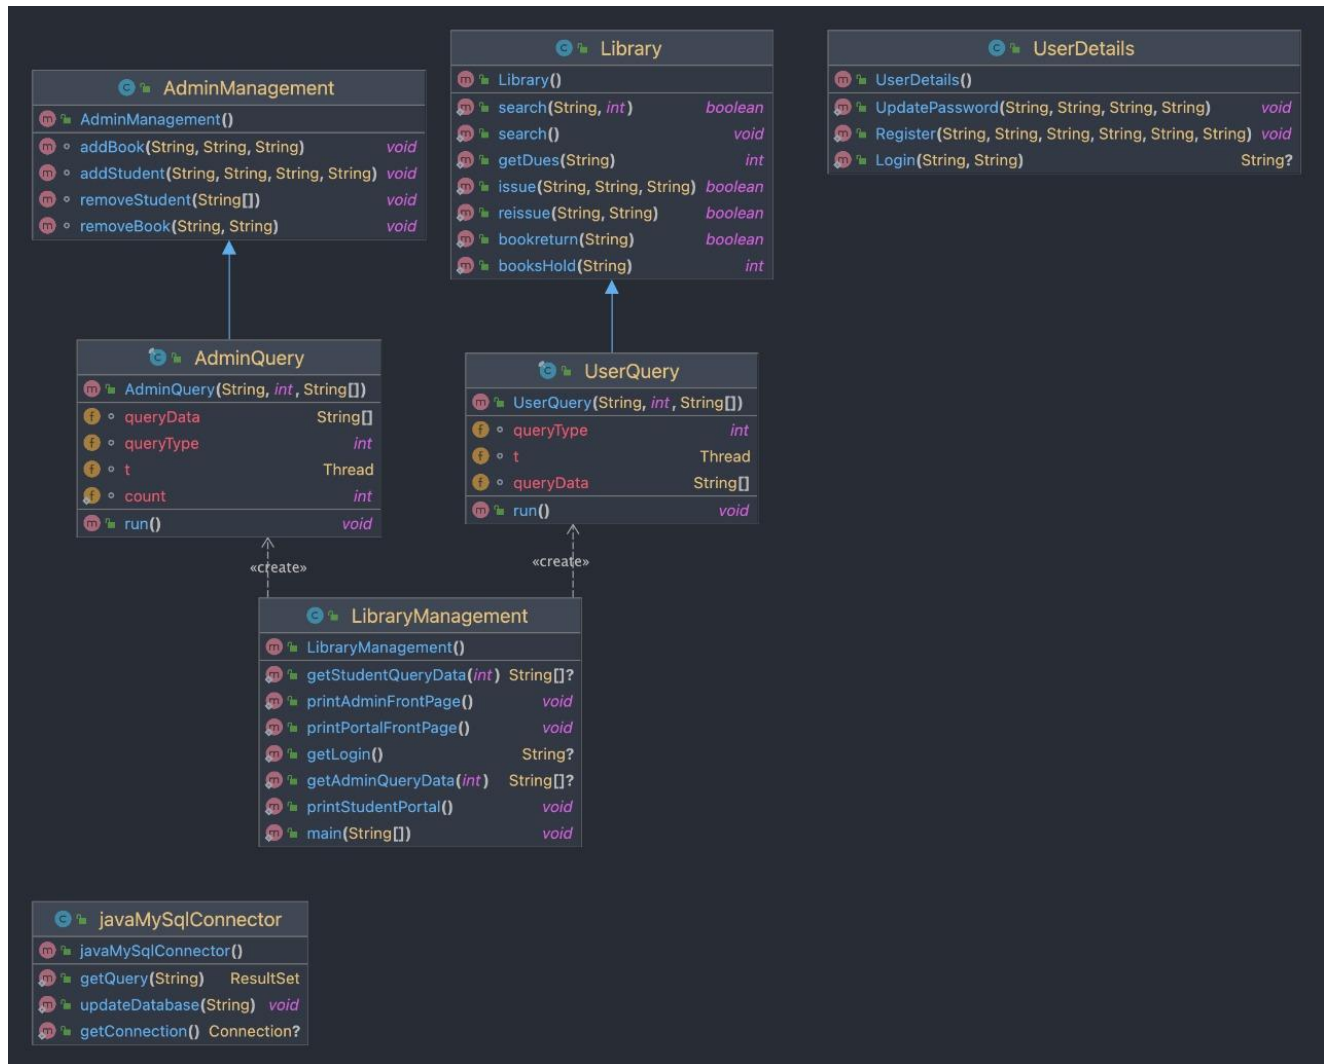 AdminManagement
AdminManagement()
addBook(String, String, String) void
addStudent(String, String, String, String) void
removeStudent(String[]) void
removeBook(String, String) void
Library
Library()
search(String, int) boolean
search() void
getDues(String) int
issue(String, String, String) boolean
reissue(String, String) boolean
bookreturn(String) boolean
booksHold(String) int
UserDetails
UserDetails()
UpdatePassword(String, String, String, String) void
Register(String, String, String, String, String, String) void
Login(String, String) String?
AdminQuery
AdminQuery(String, int, String[])
queryData String[]
queryType int
t Thread
count int
run() void
UserQuery
UserQuery(String, int, String[])
queryType int
t Thread
queryData String[]
run() void
«create»
«create»
LibraryManagement
LibraryManagement()
getStudentQueryData(int) String[]?
printAdminFrontPage() void
printPortalFrontPage() void
getLogin() String?
getAdminQueryData(int) String[]?
printStudentPortal() void
main(String[]) void
javaMySqlConnector
javaMySqlConnector()
getQuery(String) ResultSet
updateDatabase(String) void
getConnection() Connection?